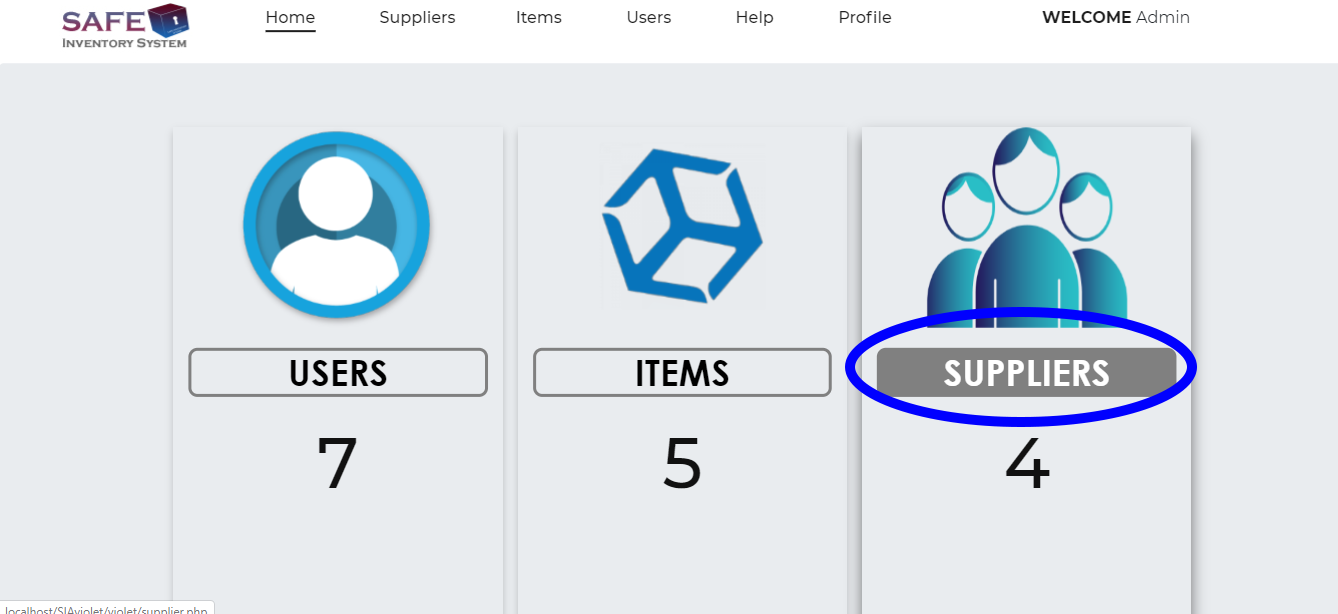 SAFE
INVENTORY SYSTEM
Home Suppliers Items Users Help Profile WELCOME Admin
USERS ITEMS SUPPLIERS
7 5 4
localhost/SIAviolet/violet/supplier.php